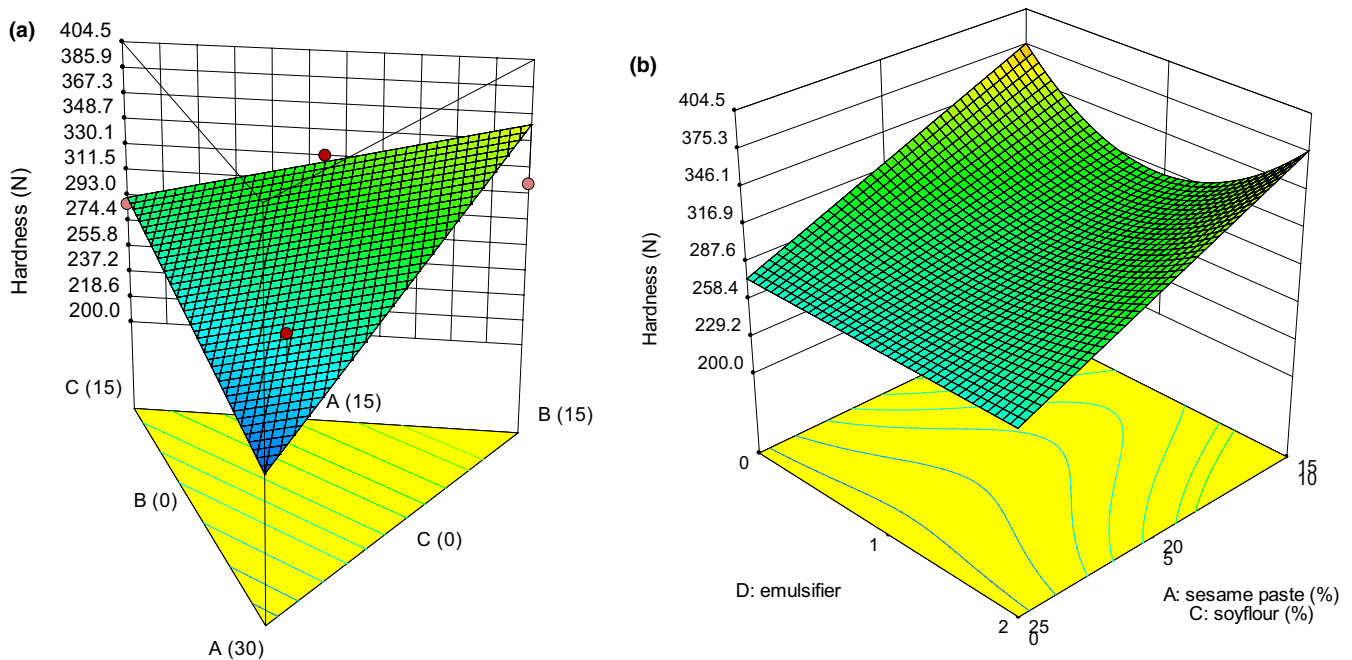 (a)
404.5
385.9
367.3
348.7
330.1
311.5
293.0
274.4
255.8
237.2
218.6
200.0
Hardness (N)
C (15)
A (15)
B (15)
B (0)
C (0)
A (30)
(b)
404.5
375.3
346.1
316.9
287.6
258.4
229.2
200.0
Hardness (N)
0
1
2
D: emulsifier
15
10
20
5
25
0
A: sesame paste (%)
C: soyflour (%)